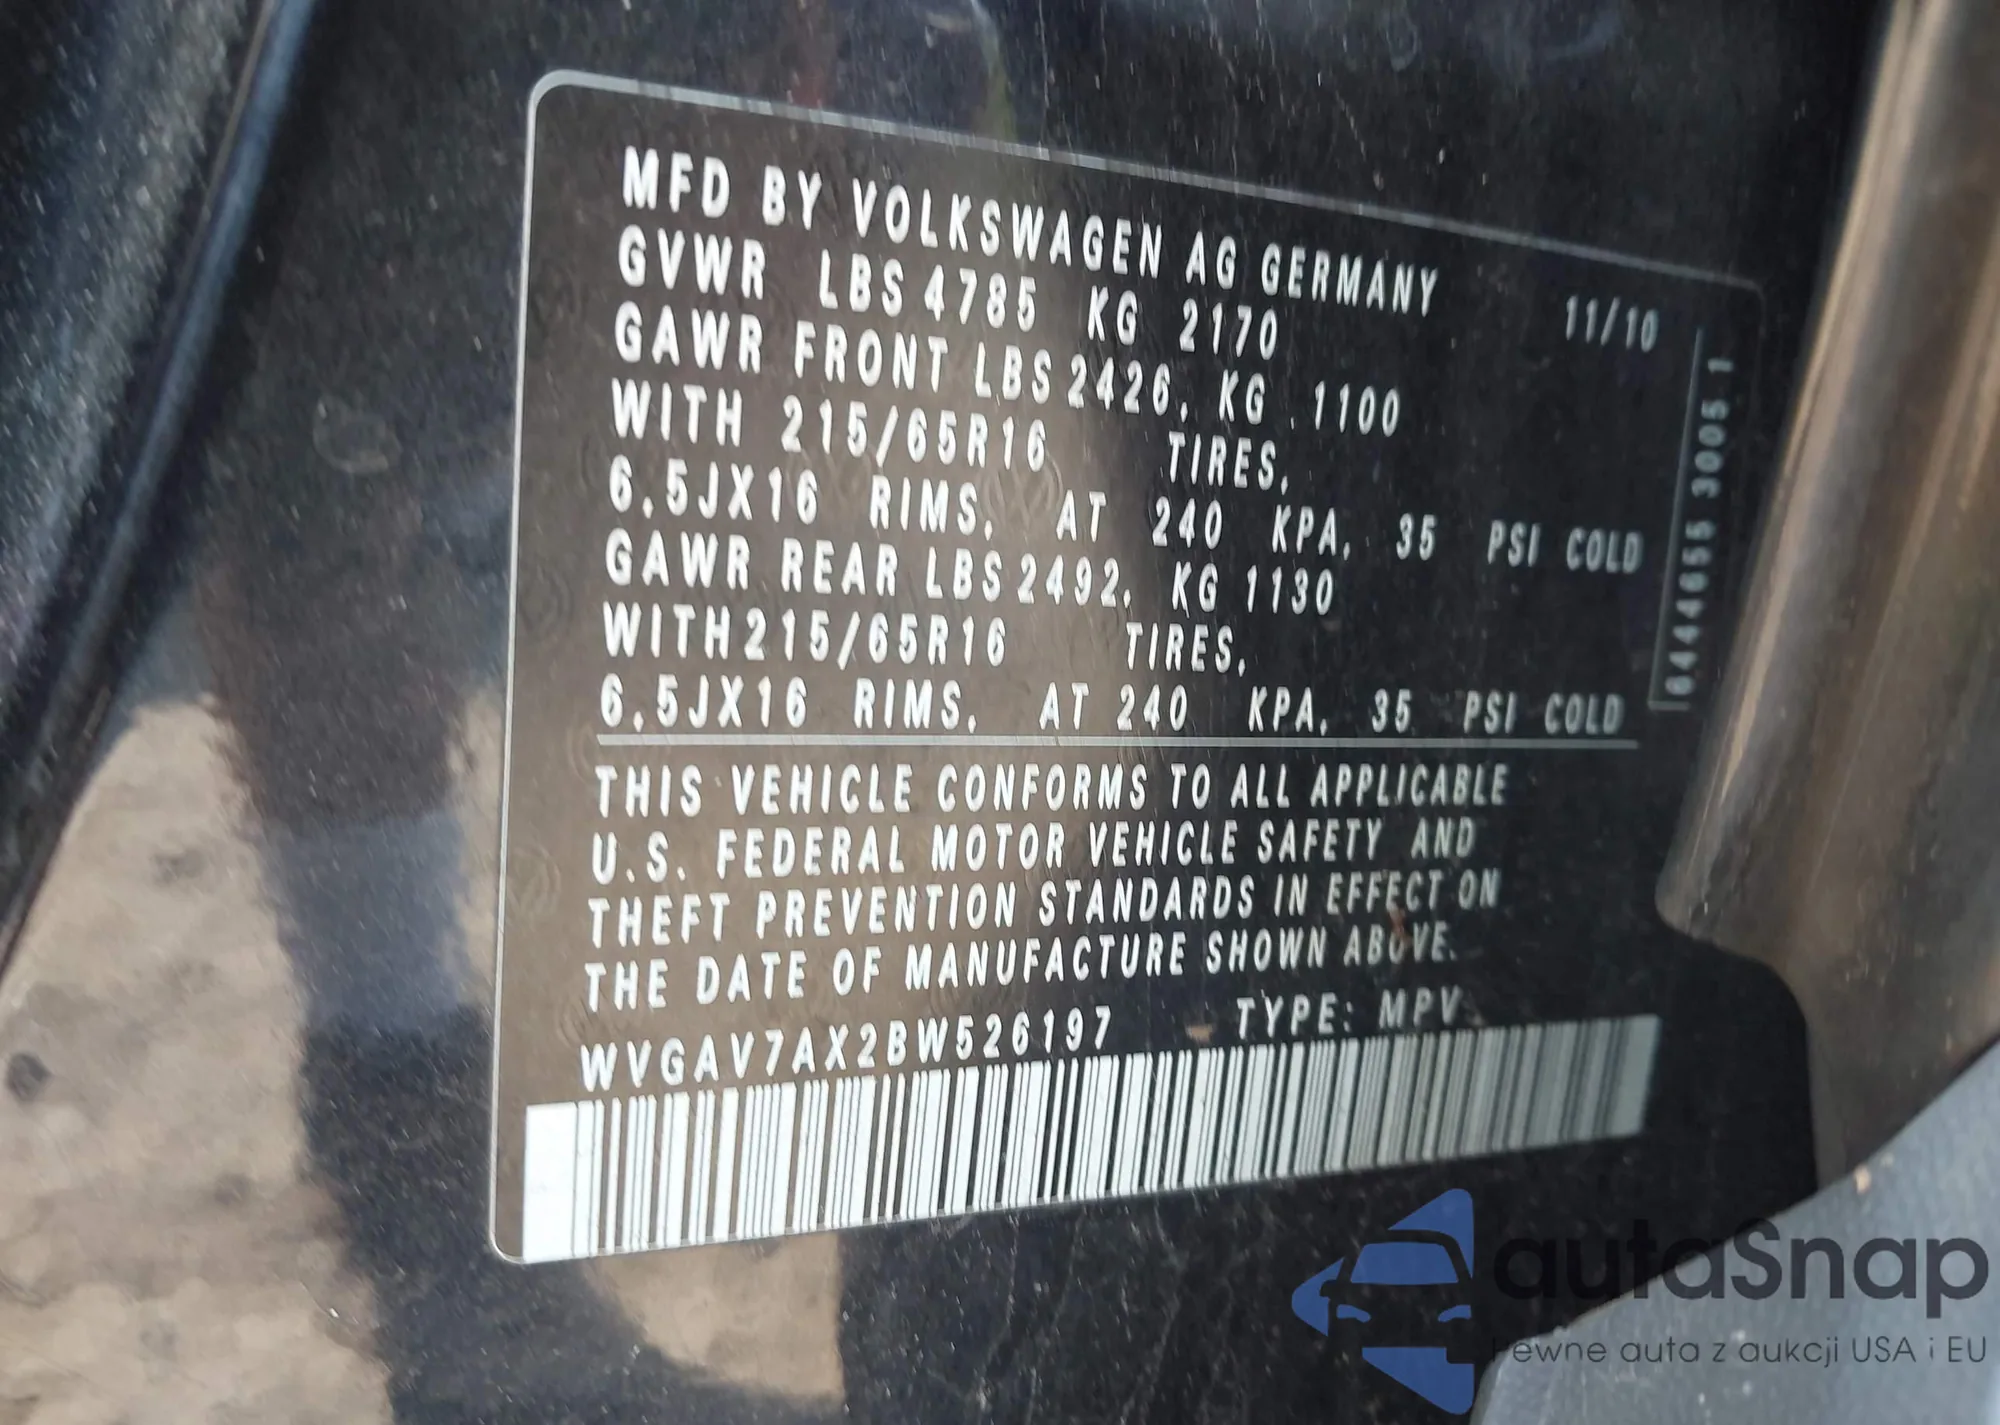 MFD BY VOLKSWAGEN AG GERMANY
GVWR LBS 4785 KG 2170 11/10
GAWR FRONT LBS 2426, KG .1100
WITH 215/65R16 TIRES,
6.5JX16 RIMS, AT 240 KPA, 35 PSI COLD
GAWR REAR LBS 2492, KG 1130
WITH215/65R16 TIRES,
6.5JX16 RIMS, AT 240 KPA, 35 PSI COLD
THIS VEHICLE CONFORMS TO ALL APPLICABLE
U.S. FEDERAL MOTOR VEHICLE SAFETY AND
THEFT PREVENTION STANDARDS IN EFFECT ON
THE DATE OF MANUFACTURE SHOWN ABOVE.
WVGAV7AX2BW526197 TYPE: MPV
3005 1
autaSnap
Pewne auta z aukcji USA i EU